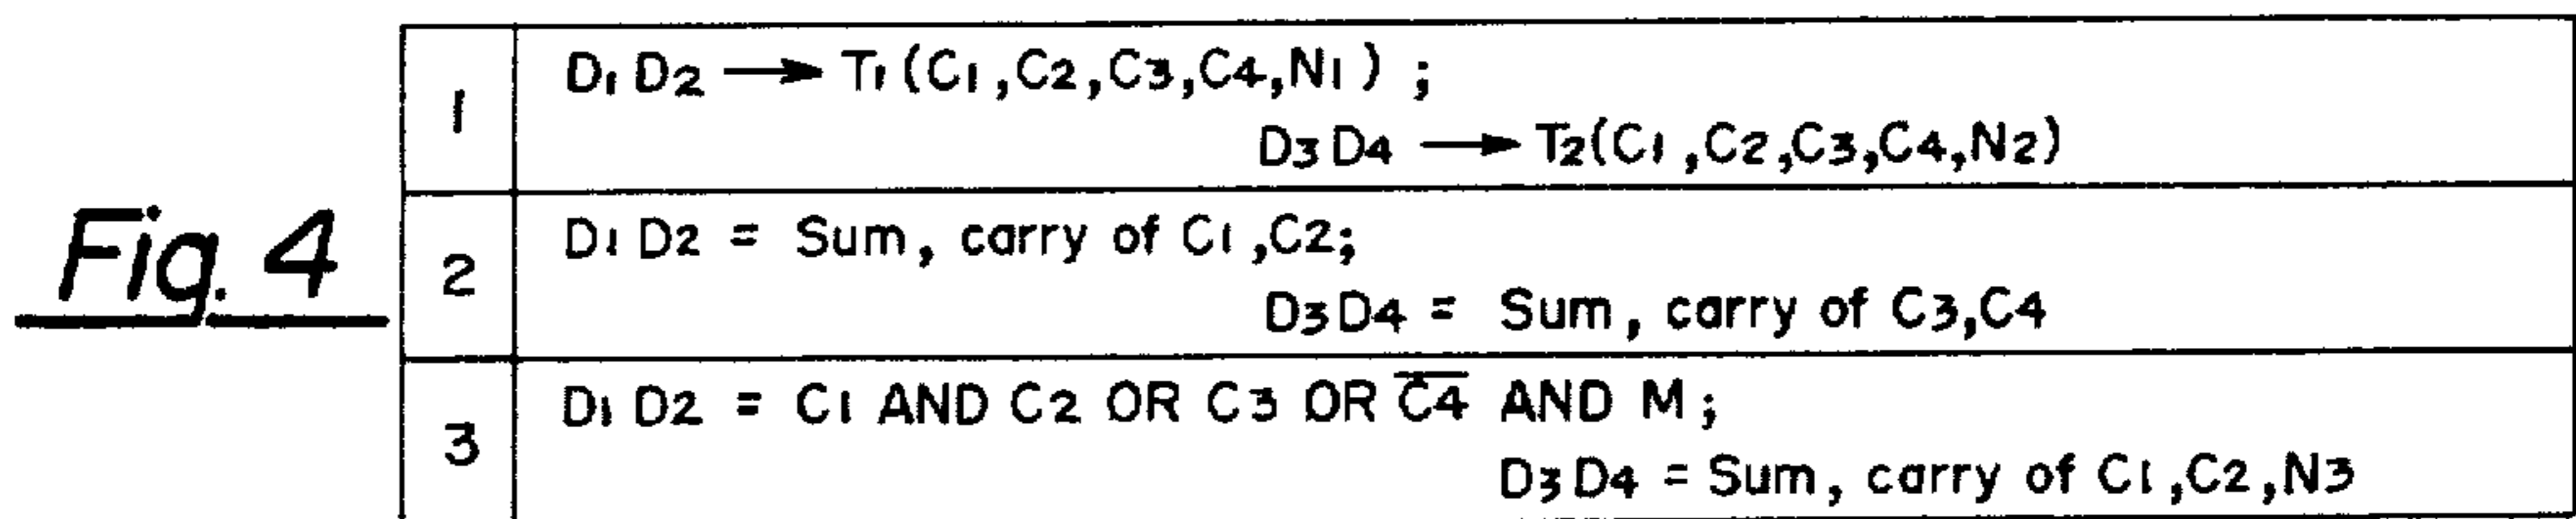 Fig. 4
1
D1 D2 → T1 (C1, C2, C3, C4, N1) ;
D3 D4 → T2(C1, C2, C3, C4, N2)
2
D1 D2 = Sum, carry of C1, C2;
D3 D4 = Sum, carry of C3, C4
3
D1 D2 = C1 AND C2 OR C3 OR C̅4̅ AND M ;
D3 D4 = Sum, carry of C1, C2, N3